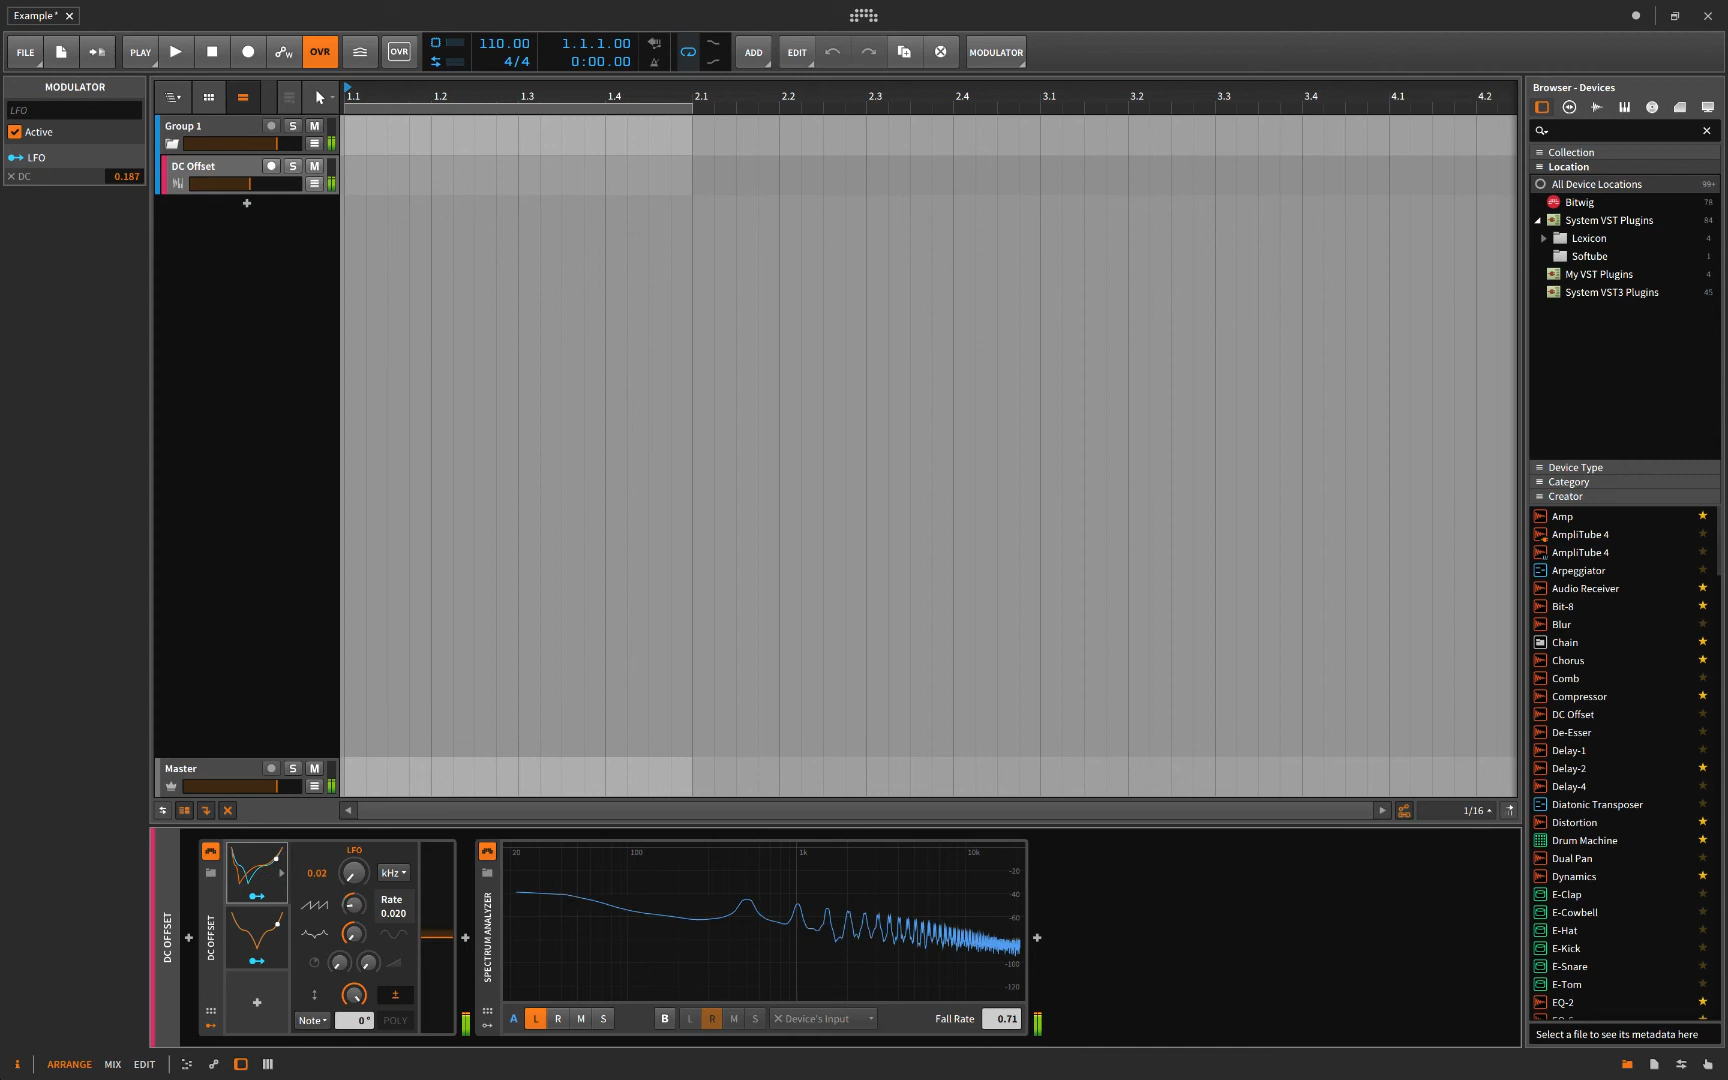 Example *
FILE
PLAY
OVR
OVR
110.00
4/4
1.1.1.00
0:00.00
ADD
EDIT
MODULATOR
MODULATOR
LFO
Active
LFO
DC 0.187
1.1 1.2 1.3 1.4 2.1 2.2 2.3 2.4 3.1 3.2 3.3 3.4 4.1 4.2
Group 1 S M
DC Offset S M
Master S M
1/16
DC OFFSET
DC OFFSET
LFO
0.02 kHz
Rate
0.020
Note 0° POLY
SPECTRUM ANALYZER
20 100 1k 10k
-20
-40
-60
-100
-120
A L R M S
B L R M S
Device's Input
Fall Rate 0.71
ARRANGE MIX EDIT
Browser - Devices
Collection
Location
All Device Locations 99+
Bitwig 78
System VST Plugins 84
Lexicon 4
Softube 1
My VST Plugins 4
System VST3 Plugins 45
Device Type
Category
Creator
Amp
AmpliTube 4
AmpliTube 4
Arpeggiator
Audio Receiver
Bit-8
Blur
Chain
Chorus
Comb
Compressor
DC Offset
De-Esser
Delay-1
Delay-2
Delay-4
Diatonic Transposer
Distortion
Drum Machine
Dual Pan
Dynamics
E-Clap
E-Cowbell
E-Hat
E-Kick
E-Snare
E-Tom
EQ-2
Select a file to see its metadata here